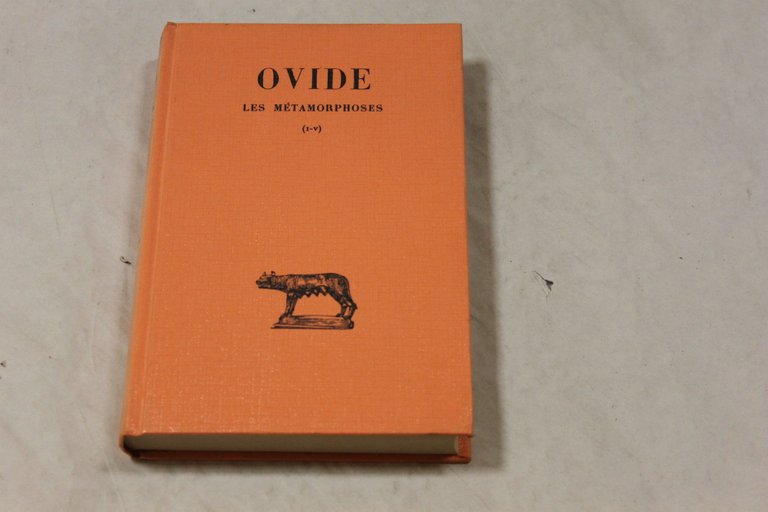 OVIDE
LES MÉTAMORPHOSES
(I-V)